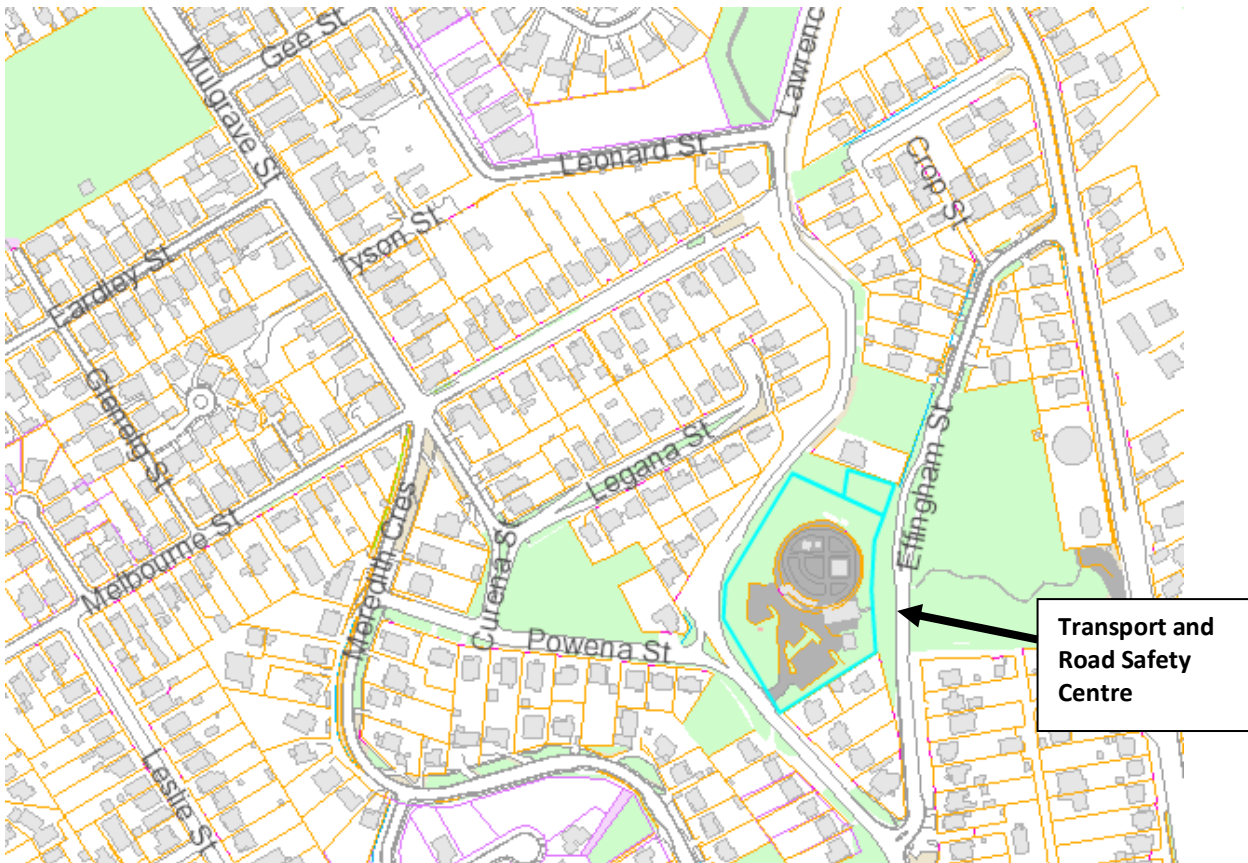 Gee St
Mulgrave St
Lawrenc
Leonard St
Crop St
Tyson St
Eardley St
Glenelg St
Legana St
Effingham St
Melbourne St
Meredith Cres
Curena St
Powena St
Leslie St
Transport and
Road Safety
Centre